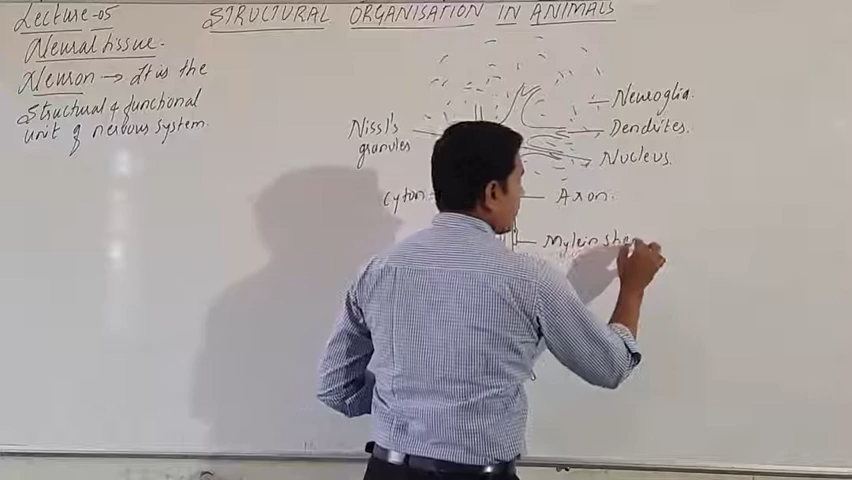 Lecture-05
STRUCTURAL ORGANISATION IN ANIMALS
Neural tissue.
Neuron → It is the
Structural & functional
unit of nervous system.
Neuroglia
Nissl's
granules
Dendrites.
Nucleus.
Cyton
Axon.
Mylein